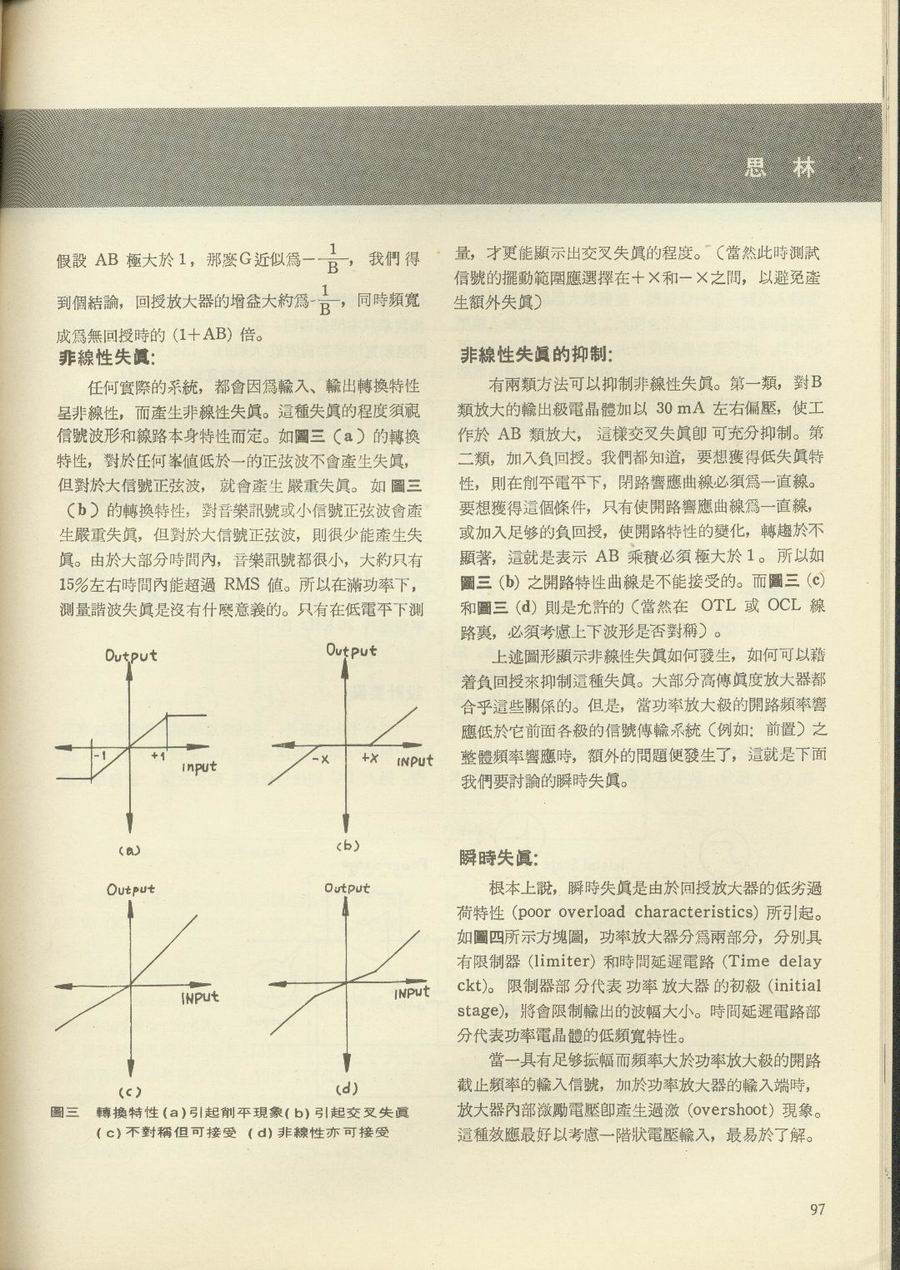 思 林
假設 AB 極大於 1，那麽G近似爲－1/B，我們得
到個結論，回授放大器的增益大約爲-1/B，同時頻寬
成爲無回授時的 (1+AB) 倍。
非線性失眞：
任何實際的系統，都會因爲輸入、輸出轉換特性
呈非線性，而產生非線性失眞。這種失眞的程度須視
信號波形和線路本身特性而定。如圖三（a）的轉換
特性，對於任何峯値低於一的正弦波不會產生失眞，
但對於大信號正弦波，就會產生嚴重失眞。如圖三
（b）的轉換特性，對音樂訊號或小信號正弦波會產
生嚴重失眞，但對於大信號正弦波，則很少能產生失
眞。由於大部分時間內，音樂訊號都很小，大約只有
15%左右時間內能超過 RMS 値。所以在滿功率下，
測量諧波失眞是沒有什麽意義的。只有在低電平下測
Output
-1
+1
input
(a)
Output
-X
+X
INPUT
(b)
Output
INPUT
(c)
Output
INPUT
(d)
圖三 轉換特性(a)引起削平現象(b)引起交叉失眞
(c)不對稱但可接受 (d)非線性亦可接受
量，才更能顯示出交叉失眞的程度。（當然此時測試
信號的擺動範圍應選擇在＋×和－×之間，以避免產
生額外失眞）
非線性失眞的抑制：
有兩類方法可以抑制非線性失眞。第一類，對B
類放大的輸出級電晶體加以 30 mA 左右偏壓，使工
作於 AB 類放大，這樣交叉失眞卽可充分抑制。第
二類，加入負回授。我們都知道，要想獲得低失眞特
性，則在削平電平下，閉路響應曲線必須爲一直線。
要想獲得這個條件，只有使開路響應曲線爲一直線，
或加入足够的負回授，使開路特性的變化，轉趨於不
顯著，這就是表示 AB 乘積必須極大於 1。所以如
圖三 (b) 之開路特性曲線是不能接受的。而圖三 (c)
和圖三 (d) 則是允許的（當然在 OTL 或 OCL 線
路裏，必須考慮上下波形是否對稱）。
上述圖形顯示非線性失眞如何發生，如何可以藉
着負回授來抑制這種失眞。大部分高傳眞度放大器都
合乎這些關係的。但是，當功率放大級的開路頻率響
應低於它前面各級的信號傳輸系統（例如：前置）之
整體頻率響應時，額外的問題便發生了，這就是下面
我們要討論的瞬時失眞。
瞬時失眞：
根本上說，瞬時失眞是由於回授放大器的低劣過
荷特性 (poor overload characteristics) 所引起。
如圖四所示方塊圖，功率放大器分爲兩部分，分別具
有限制器 (limiter) 和時間延遲電路 (Time delay
ckt)。限制器部分代表功率放大器的初級 (initial
stage)，將會限制輸出的波幅大小。時間延遲電路部
分代表功率電晶體的低頻寬特性。
當一具有足够振幅而頻率大於功率放大級的開路
截止頻率的輸入信號，加於功率放大器的輸入端時，
放大器內部激勵電壓卽產生過激 (overshoot) 現象。
這種效應最好以考慮一階狀電壓輸入，最易於了解。
97